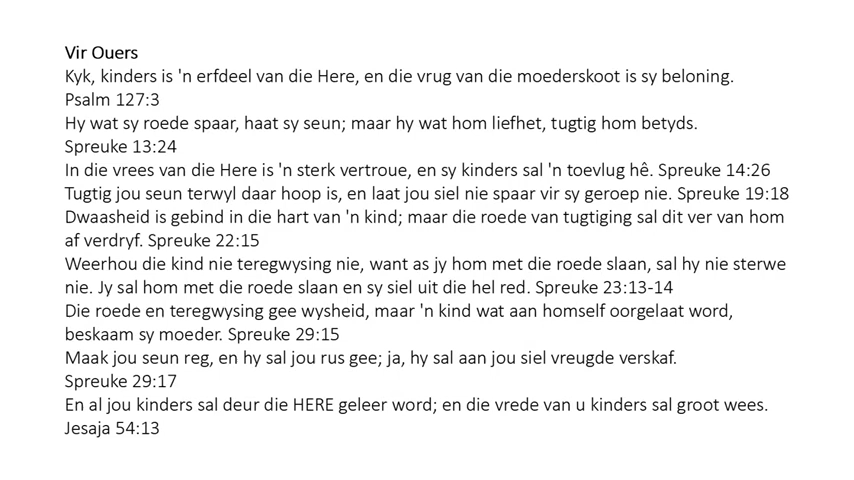 Vir Ouers
Kyk, kinders is 'n erfdeel van die Here, en die vrug van die moederskoot is sy beloning.
Psalm 127:3
Hy wat sy roede spaar, haat sy seun; maar hy wat hom liefhet, tugtig hom betyds.
Spreuke 13:24
In die vrees van die Here is 'n sterk vertroue, en sy kinders sal 'n toevlug hê. Spreuke 14:26
Tugtig jou seun terwyl daar hoop is, en laat jou siel nie spaar vir sy geroep nie. Spreuke 19:18
Dwaasheid is gebind in die hart van 'n kind; maar die roede van tugtiging sal dit ver van hom
af verdryf. Spreuke 22:15
Weerhou die kind nie teregwysing nie, want as jy hom met die roede slaan, sal hy nie sterwe
nie. Jy sal hom met die roede slaan en sy siel uit die hel red. Spreuke 23:13-14
Die roede en teregwysing gee wysheid, maar 'n kind wat aan homself oorgelaat word,
beskaam sy moeder. Spreuke 29:15
Maak jou seun reg, en hy sal jou rus gee; ja, hy sal aan jou siel vreugde verskaf.
Spreuke 29:17
En al jou kinders sal deur die HERE geleer word; en die vrede van u kinders sal groot wees.
Jesaja 54:13